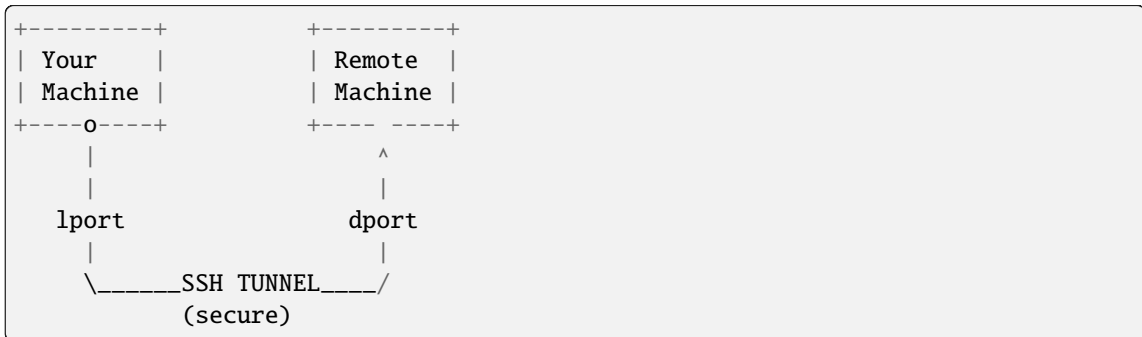 +---------+            +---------+
| Your    |            | Remote  |
| Machine |            | Machine |
+----o----+            +---- ----+
     |                      ^
     |                      |
   lport                  dport
     |                      |
     \______SSH TUNNEL____/
            (secure)